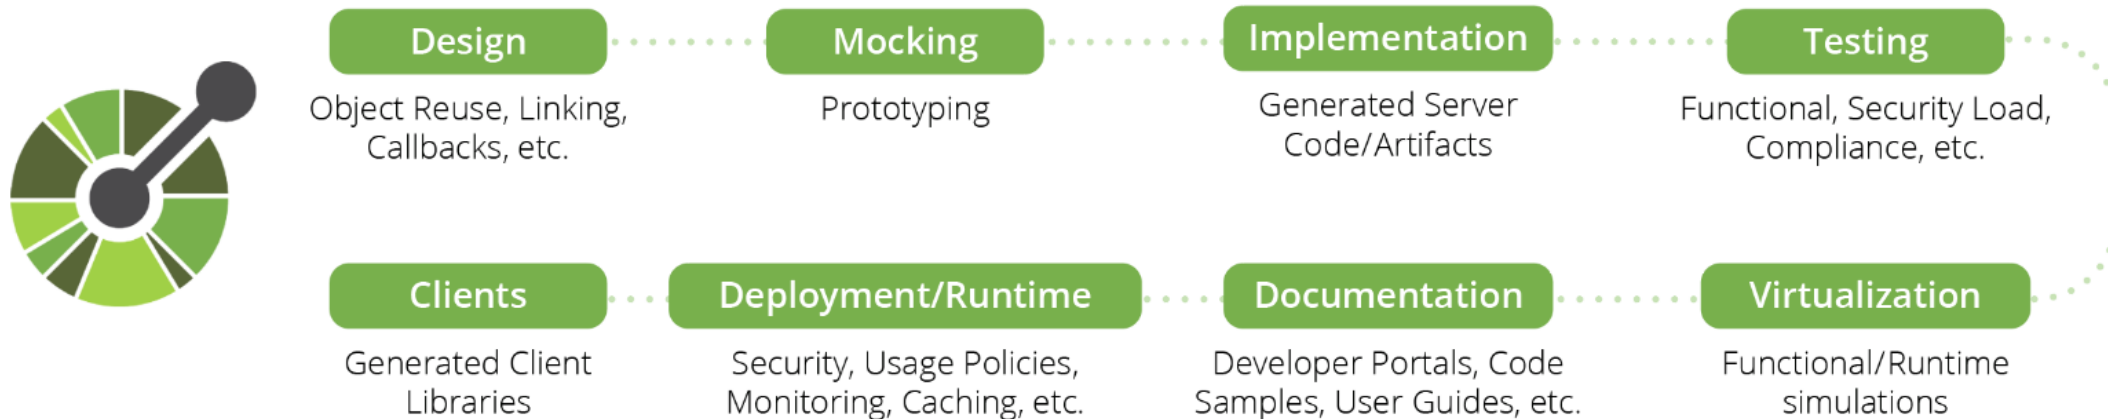 Design
Object Reuse, Linking,
Callbacks, etc.
Mocking
Prototyping
Implementation
Generated Server
Code/Artifacts
Testing
Functional, Security Load,
Compliance, etc.
Clients
Generated Client
Libraries
Deployment/Runtime
Security, Usage Policies,
Monitoring, Caching, etc.
Documentation
Developer Portals, Code
Samples, User Guides, etc.
Virtualization
Functional/Runtime
simulations